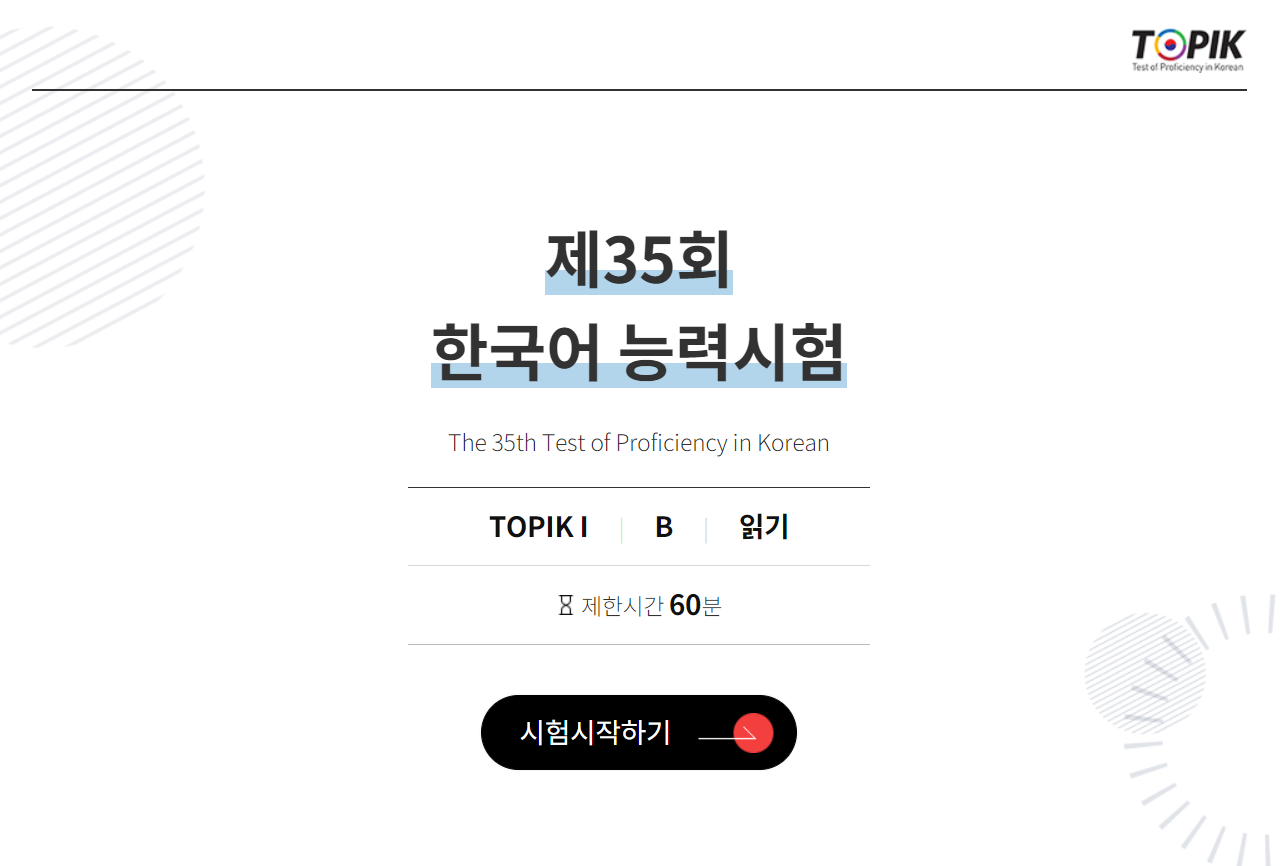 TOPIK
Test of Proficiency in Korean
제35회
한국어 능력시험
The 35th Test of Proficiency in Korean
TOPIK I | B | 읽기
제한시간 60분
시험시작하기